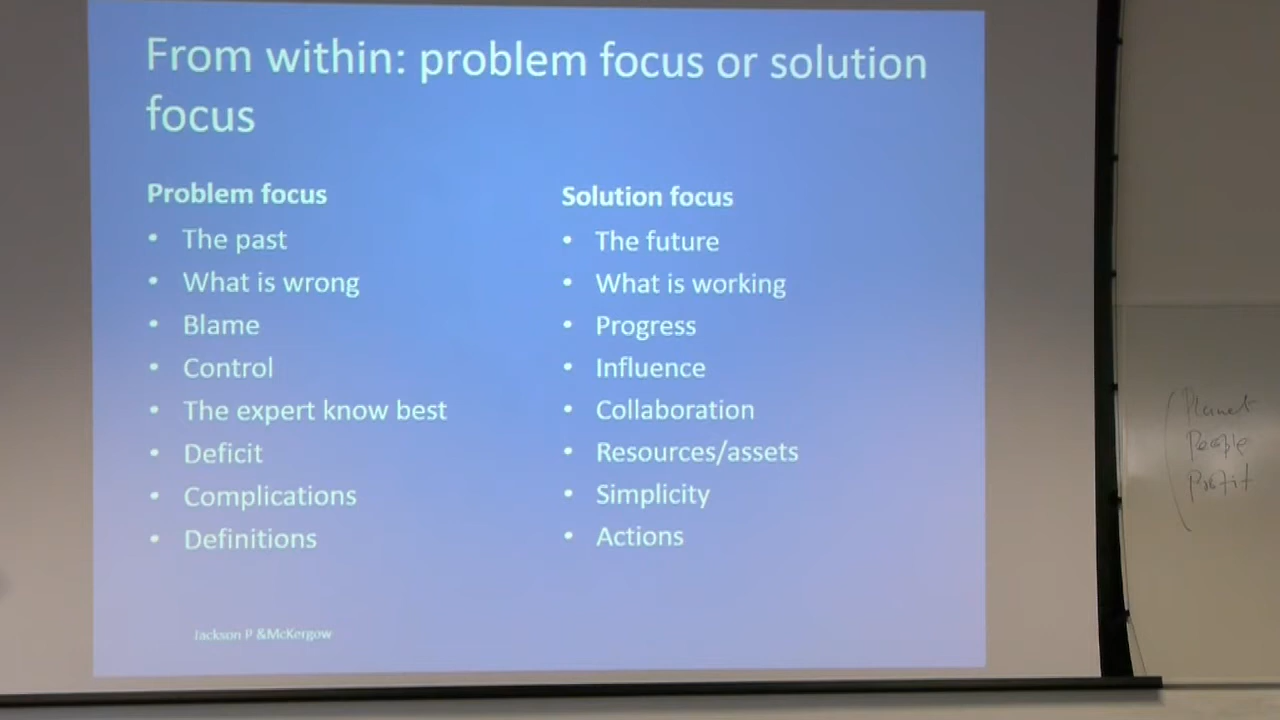 From within: problem focus or solution
focus
Problem focus
• The past
• What is wrong
• Blame
• Control
• The expert know best
• Deficit
• Complications
• Definitions
Solution focus
• The future
• What is working
• Progress
• Influence
• Collaboration
• Resources/assets
• Simplicity
• Actions
Jackson P &McKergow
Planet
People
Profit